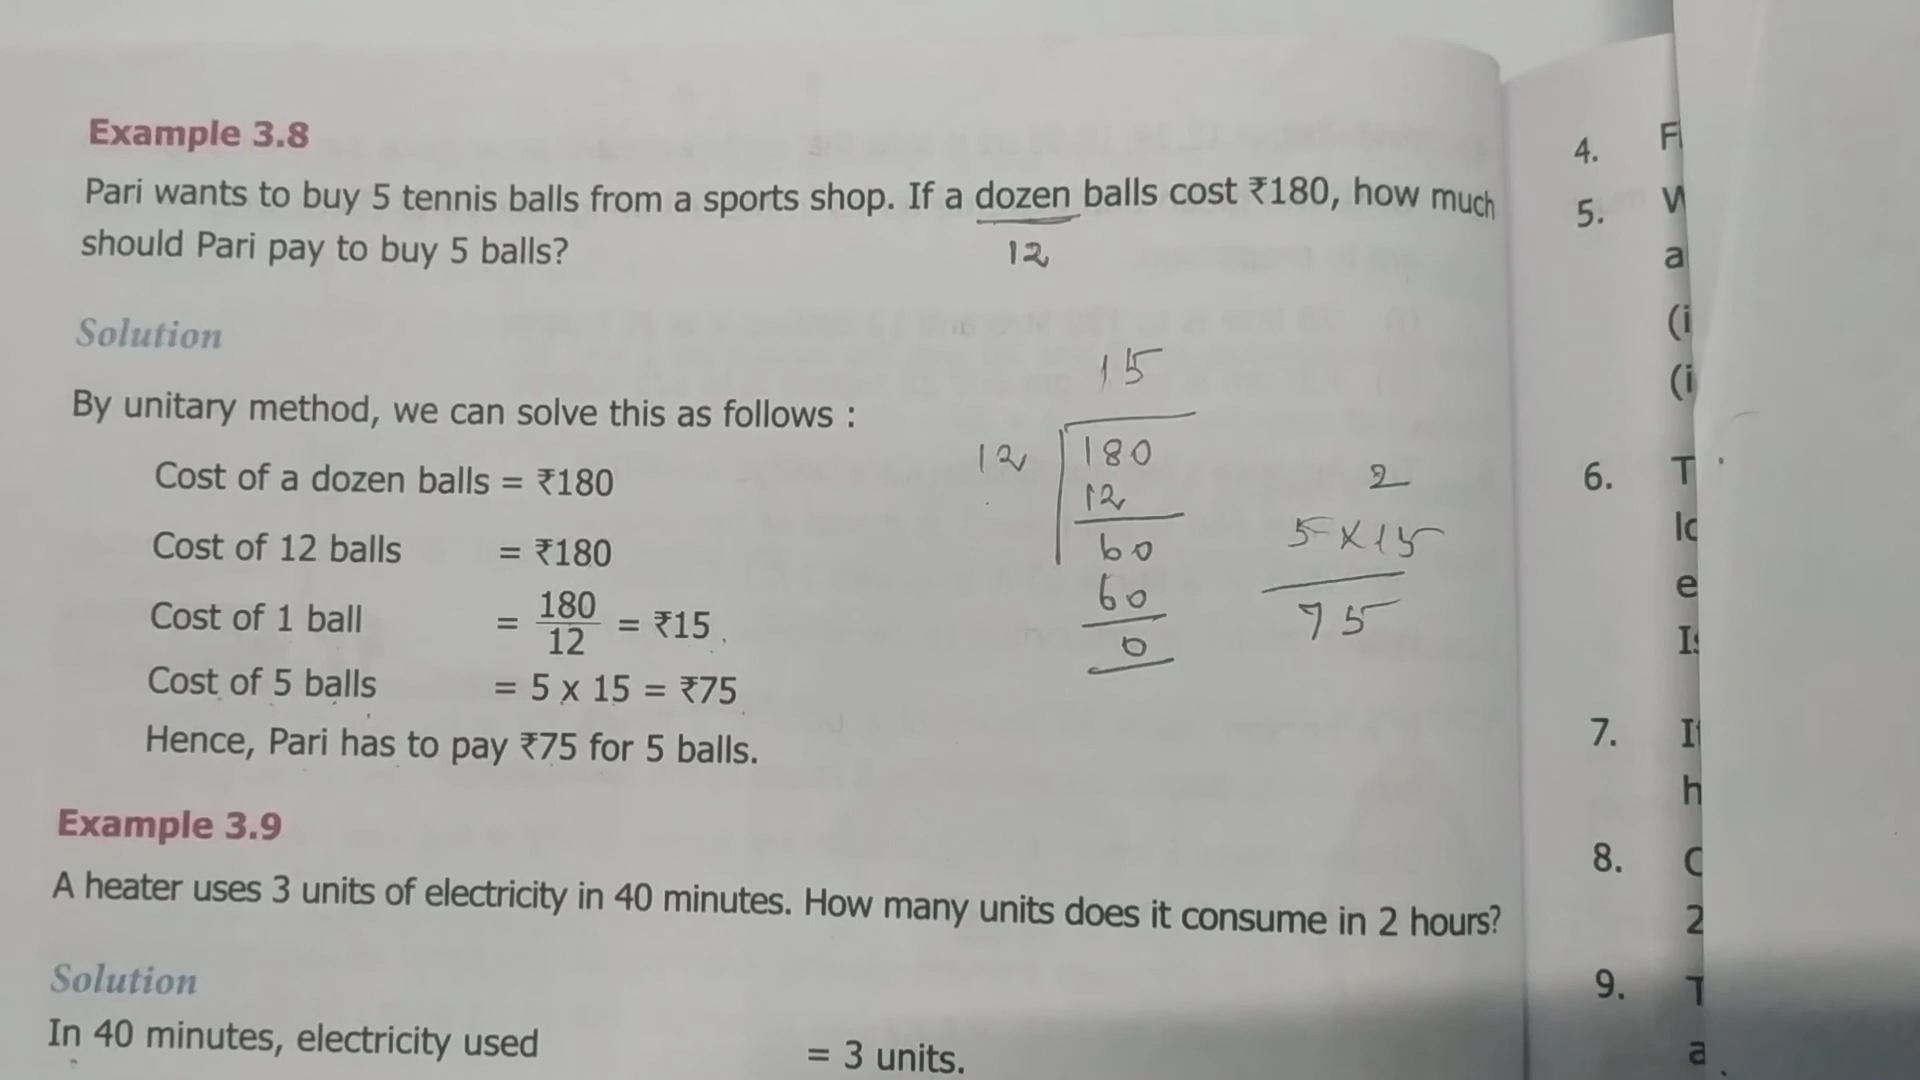 Example 3.8
Pari wants to buy 5 tennis balls from a sports shop. If a dozen balls cost ₹180, how much
should Pari pay to buy 5 balls?
12
Solution
By unitary method, we can solve this as follows :
Cost of a dozen balls = ₹180
Cost of 12 balls = ₹180
Cost of 1 ball = 180/12 = ₹15
Cost of 5 balls = 5 x 15 = ₹75
Hence, Pari has to pay ₹75 for 5 balls.
15
12 180
12
60
60
0
2
5 x 15
75
Example 3.9
A heater uses 3 units of electricity in 40 minutes. How many units does it consume in 2 hours?
Solution
In 40 minutes, electricity used = 3 units.
4.
5.
a
(i
(i
6. T
e
7.
h
8.
2
9. T
a